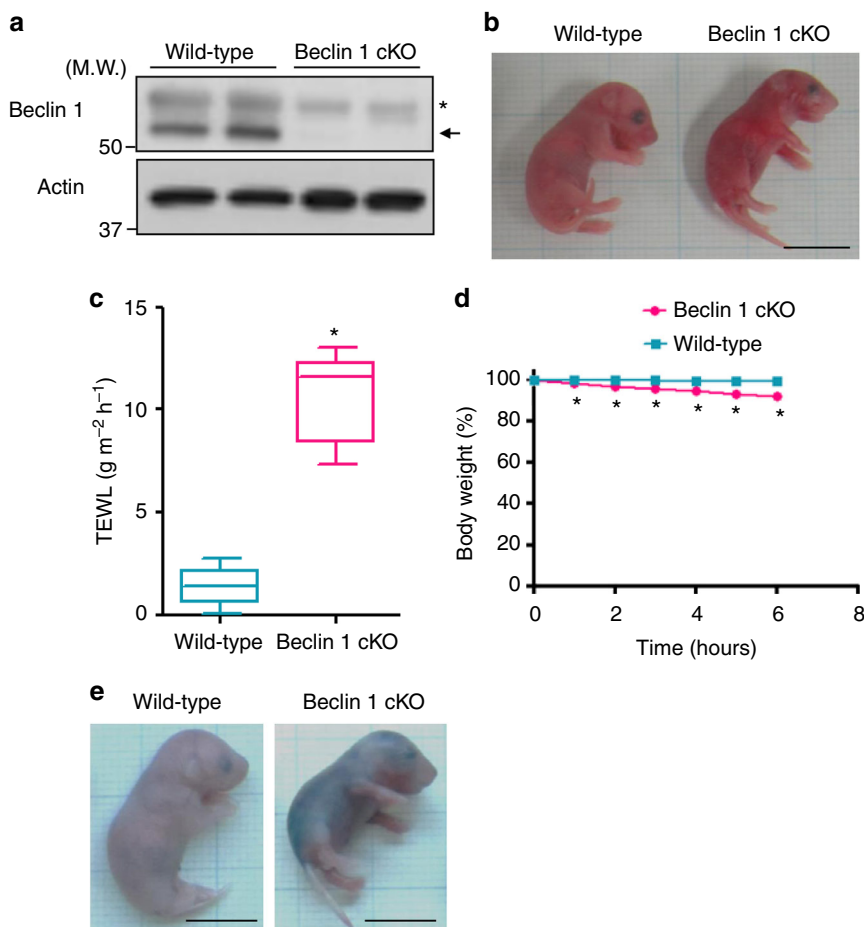 a
Wild-type Beclin 1 cKO
(M.W.)
Beclin 1
*
50
Actin
37
b
Wild-type Beclin 1 cKO
c
15
*
10
5
0
TEWL (g m⁻² h⁻¹)
Wild-type Beclin 1 cKO
d
Beclin 1 cKO
Wild-type
100
80
60
40
20
0
* * * * * *
Body weight (%)
0 2 4 6 8
Time (hours)
e
Wild-type Beclin 1 cKO